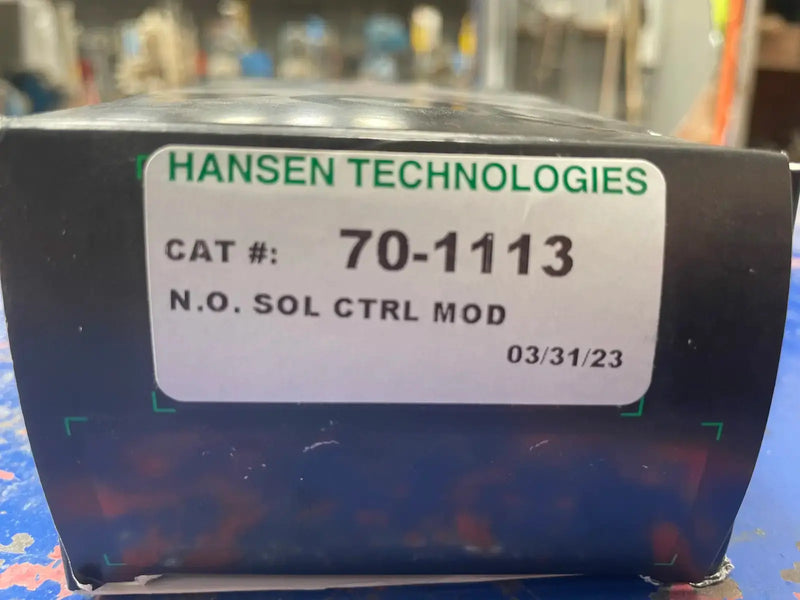 HANSEN TECHNOLOGIES
CAT #: 70-1113
N.O. SOL CTRL MOD
03/31/23